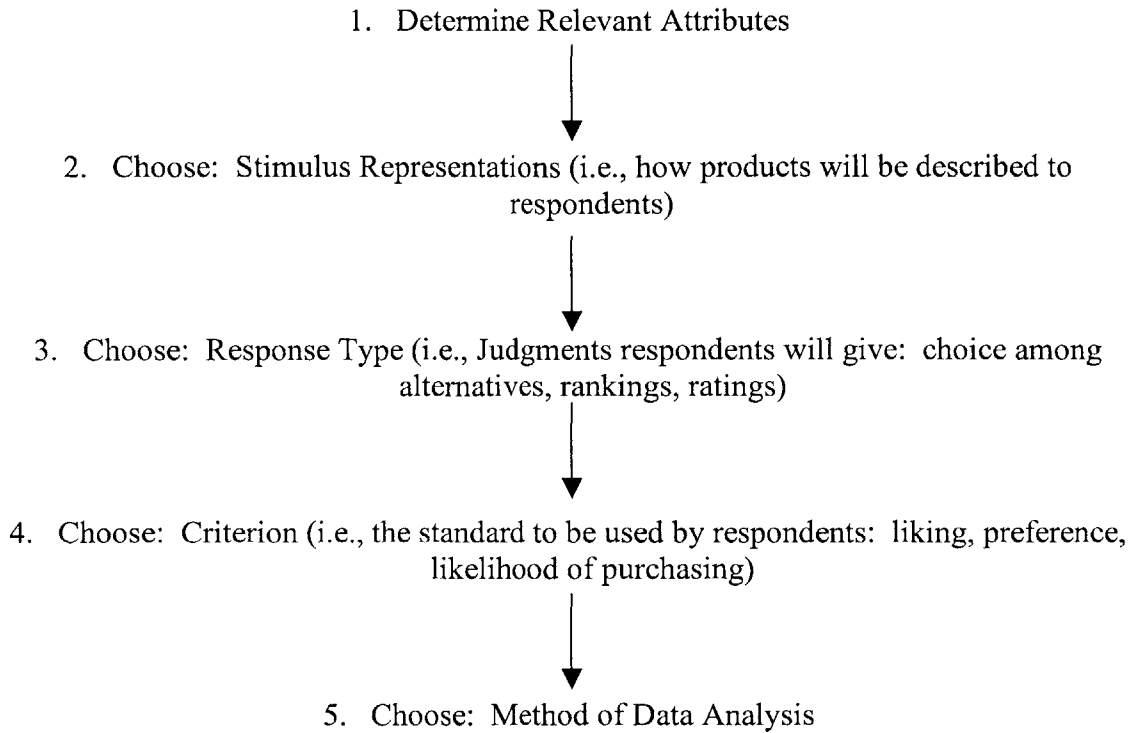 1. Determine Relevant Attributes
2. Choose: Stimulus Representations (i.e., how products will be described to
respondents)
3. Choose: Response Type (i.e., Judgments respondents will give: choice among
alternatives, rankings, ratings)
4. Choose: Criterion (i.e., the standard to be used by respondents: liking, preference,
likelihood of purchasing)
5. Choose: Method of Data Analysis